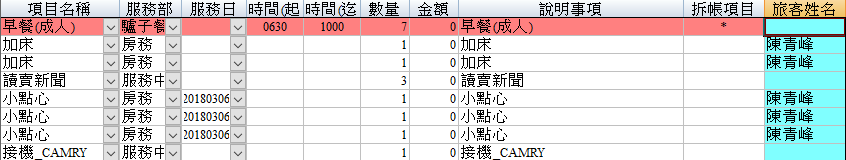 項目名稱 服務部 服務日 時間(起 時間(迄 數量 金額 說明事項 拆帳項目 旅客姓名
早餐(成人) 驢子餐 0630 1000 7 0 早餐(成人) *
加床 房務 1 0 加床 陳青峰
加床 房務 1 0 加床 陳青峰
讀賣新聞 服務中 3 0 讀賣新聞
小點心 房務 20180306 1 0 小點心 陳青峰
小點心 房務 20180306 1 0 小點心 陳青峰
小點心 房務 20180306 1 0 小點心 陳青峰
接機_CAMRY 服務中 1 0 接機_CAMRY